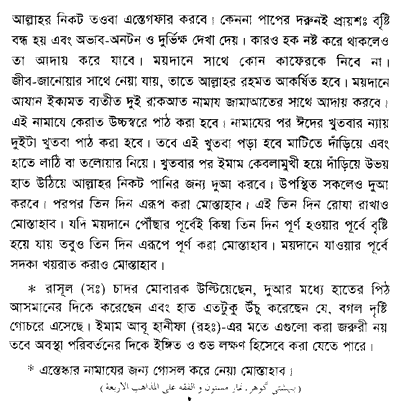 আল্লাহর নিকট তওবা এস্তেগফার করবে। কেননা পাপের দরুনই প্রায়শঃ বৃষ্টি
বন্ধ হয় এবং অভাব-অনটন ও দুর্ভিক্ষ দেখা দেয়। কারও হক নষ্ট করে থাকলেও
তা আদায় করে যাবে। ময়দানে সাথে কোন কাফেরকে নিবে না।
জীব-জানোয়ার সাথে নেয়া যায়, তাতে আল্লাহর রহমত আকর্ষিত হবে। ময়দানে
আযান ইকামত ব্যতীত দুই রাকআত নামায জামাআতের সাথে আদায় করবে।
এই নামাযে কেরাত উচ্চস্বরে পাঠ করা হবে। নামাযের পর ঈদের খুতবার ন্যায়
দুইটা খুতবা পাঠ করা হবে। তবে এই খুতবা পড়া হবে মাটিতে দাঁড়িয়ে এবং
হাতে লাঠি বা তলোয়ার নিয়ে। খুতবার পর ইমাম কেবলামুখী হয়ে দাঁড়িয়ে উভয়
হাত উঠিয়ে আল্লাহর নিকট পানির জন্য দুআ করবে। উপস্থিত সকলেও দুআ
করবে। পরপর তিন দিন এরূপ করা মোস্তাহাব। এই তিন দিন রোযা রাখাও
মোস্তাহাব। যদি ময়দানে পৌঁছার পূর্বেই কিম্বা তিন দিন পূর্ণ হওয়ার পূর্বে বৃষ্টি
হয়ে যায় তবুও তিন দিন এরূপে পূর্ণ করা মোস্তাহাব। ময়দানে যাওয়ার পূর্বে
সদকা খয়রাত করাও মোস্তাহাব।
* রাসূল (সঃ) চাদর মোবারক উল্টিয়েছেন, দুআর মধ্যে হাতের পিঠ
আসমানের দিকে করেছেন এবং হাত এতটুকু উঁচু করেছেন যে, বগল দৃষ্টি
গোচরে এসেছে। ইমাম আবূ হানীফা (রহঃ)-এর মতে এগুলো করা জরূরী নয়
তবে অবস্থা পরিবর্তনের দিকে ইঙ্গিত ও শুভ লক্ষণ হিসেবে করা যেতে পারে।
* এস্তেস্কার নামাযের জন্য গোসল করে নেয়া মোস্তাহাব।
(بہشتی گوہر، نماز مسنون و الفقه على المذاهب الاربعة)